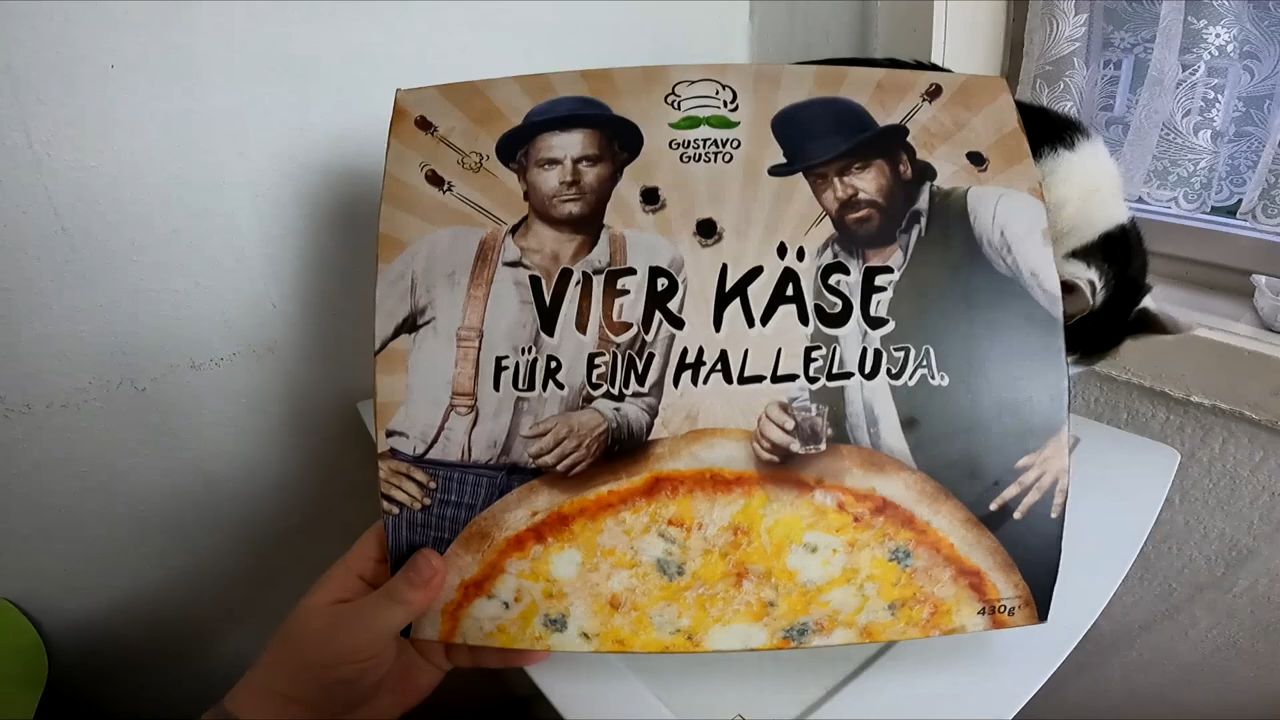 GUSTAVO
GUSTO
VIER KÄSE
FÜR EIN HALLELUJA.
430g